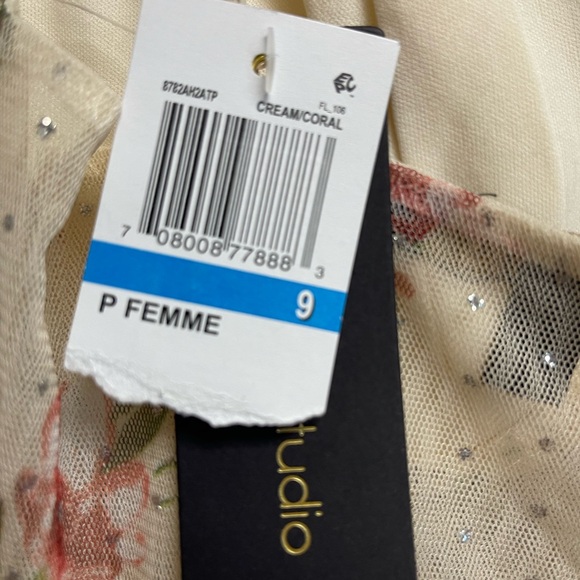 8782AH2ATP
FL_106
CREAM/CORAL
7 08008 77888 3
9
P FEMME
tudio